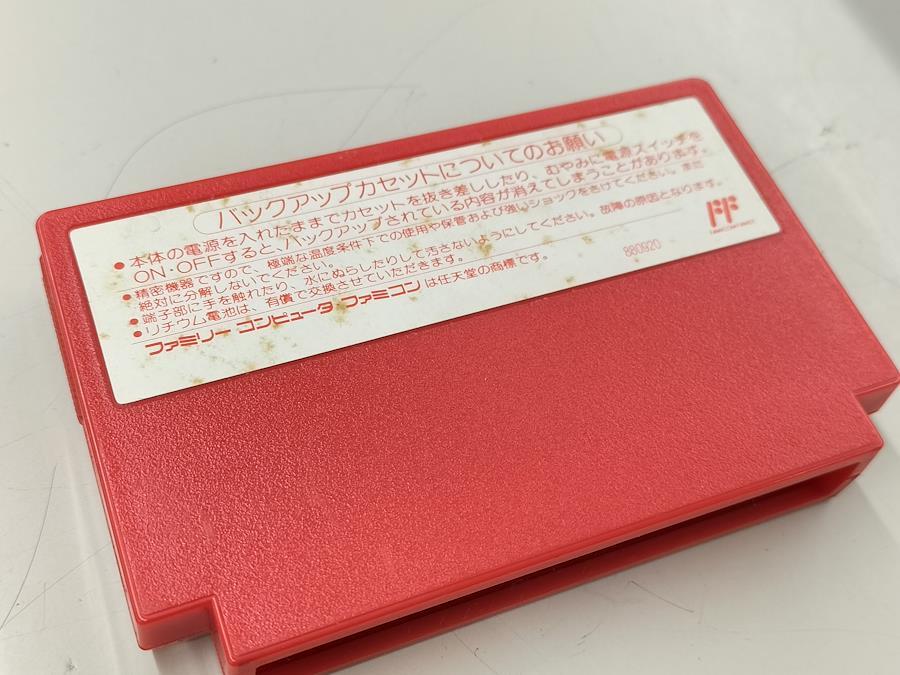 バックアップカセットについてのお願い
●本体の電源を入れたままでカセットを抜き差ししたり、むやみに電源スイッチを
ON・OFFすると、バックアップされている内容が消えてしまうことがあります。
●精密機器ですので、極端な温度条件下での使用や保管および強いショックをさけてください。また
絶対に分解しないでください。
●端子部に手を触れたり、水にぬらしたりして汚さないようにしてください。故障の原因となります。
●リチウム電池は、有償で交換させていただきます。
880920
ファミリーコンピュータ ファミコンは任天堂の商標です。
FF